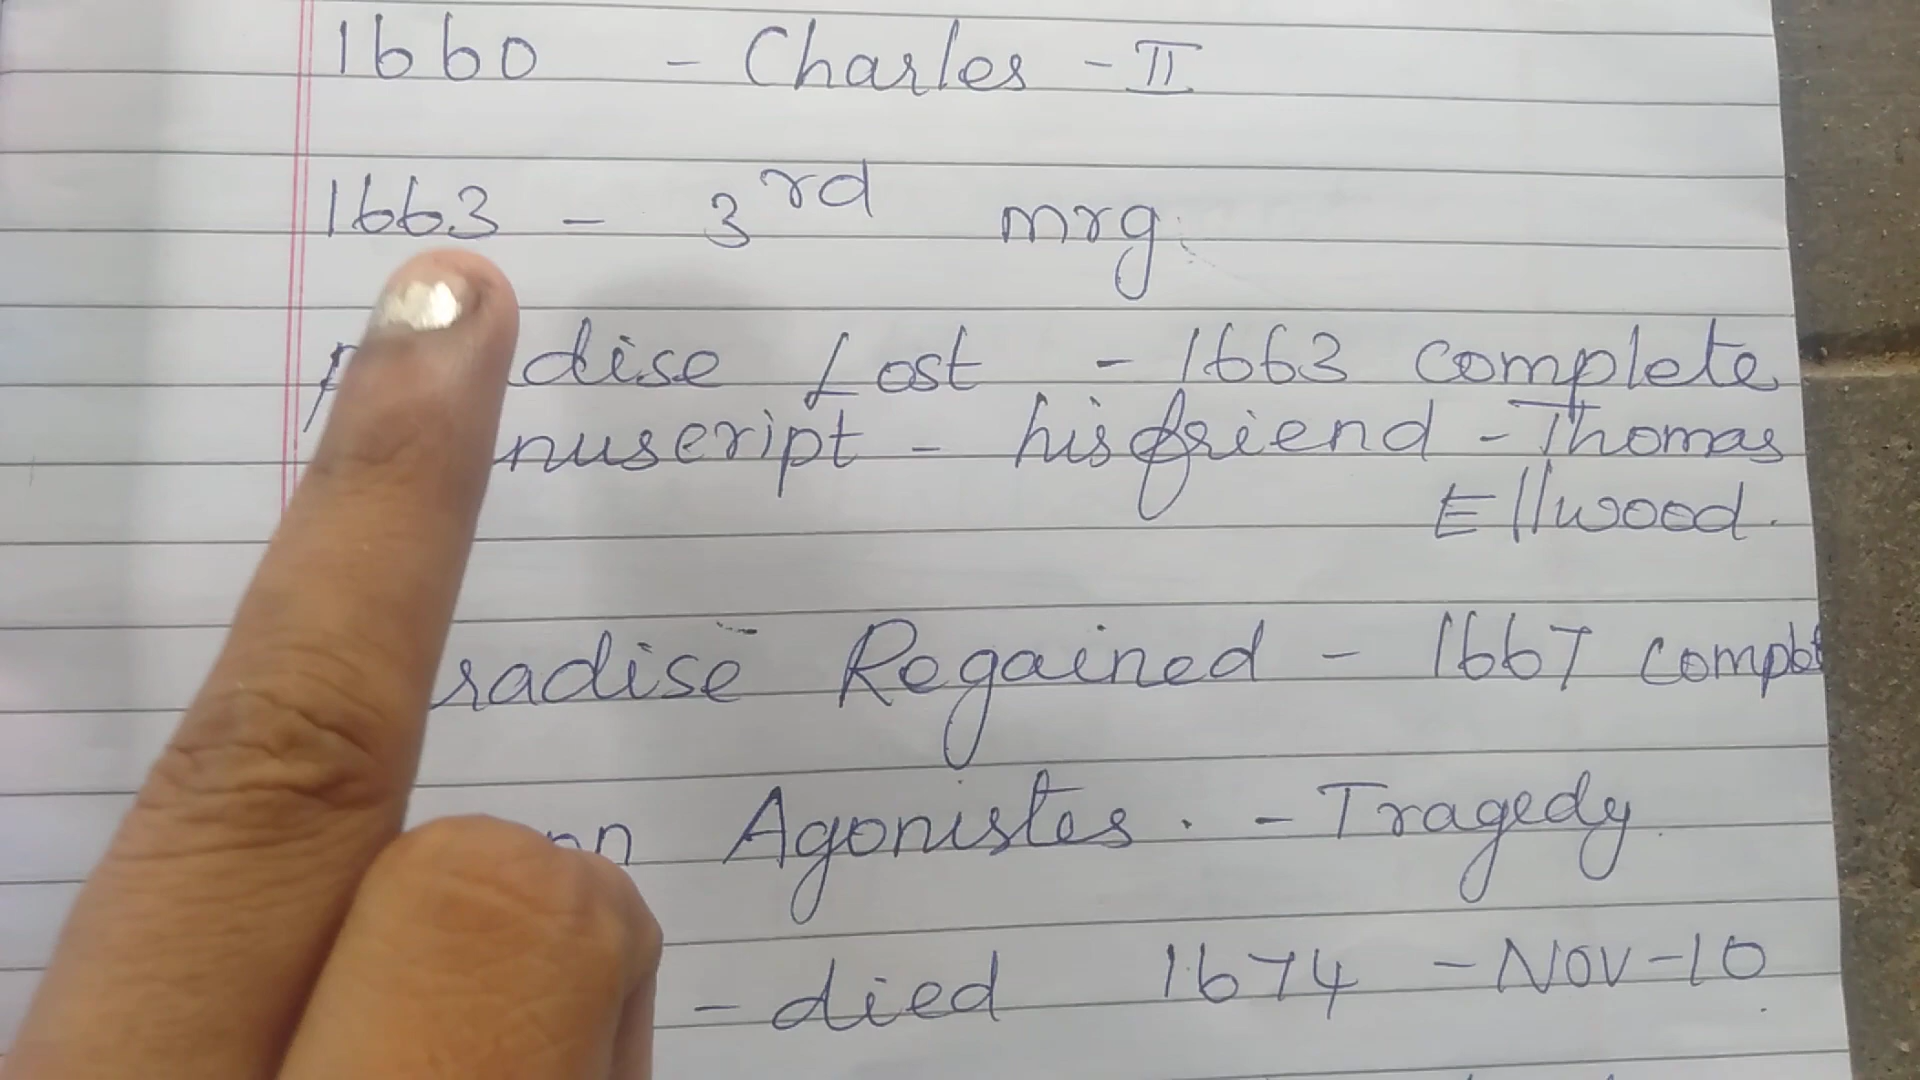 1660 - Charles - II
1663 - 3rd mrg
dise Lost - 1663 complete
nuscript - his friend - Thomas
Ellwood.
radise Regained - 1667
Agonistes. - Tragedy.
- died 1674 - Nov - 10